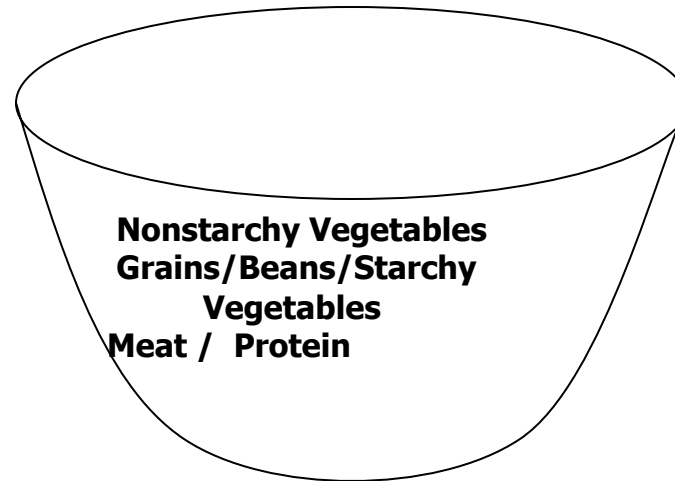 Nonstarchy Vegetables
Grains/Beans/Starchy
Vegetables
Meat / Protein